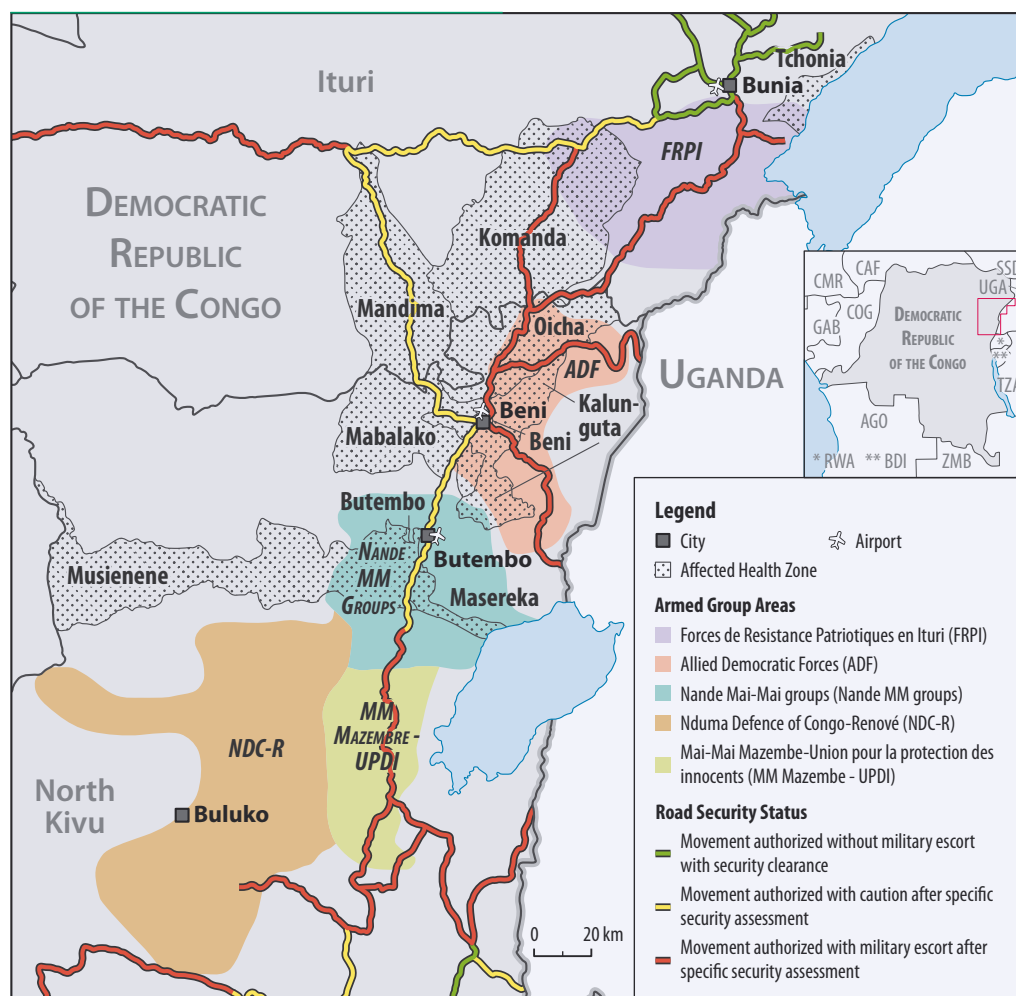 Ituri
Tchonia
Bunia
FRPI
DEMOCRATIC
REPUBLIC
OF THE CONGO
Komanda
Mandima
Oicha
ADF
UGANDA
Kalun-
guta
Beni
Beni
Mabalako
Butembo
NANDE
MM
GROUPS
Butembo
Musienene
Masereka
MM
MAZEMBRE -
UPDI
NDC-R
North
Kivu
Buluko
0 20 km
CMR
CAF
SSD
UGA
COG
GAB
DEMOCRATIC
REPUBLIC
OF THE CONGO
*
**
TZA
AGO
* RWA ** BDI ZMB
Legend
City Airport
Affected Health Zone
Armed Group Areas
Forces de Resistance Patriotiques en Ituri (FRPI)
Allied Democratic Forces (ADF)
Nande Mai-Mai groups (Nande MM groups)
Nduma Defence of Congo-Renové (NDC-R)
Mai-Mai Mazembe-Union pour la protection des
innocents (MM Mazembe - UPDI)
Road Security Status
Movement authorized without military escort
with security clearance
Movement authorized with caution after specific
security assessment
Movement authorized with military escort after
specific security assessment